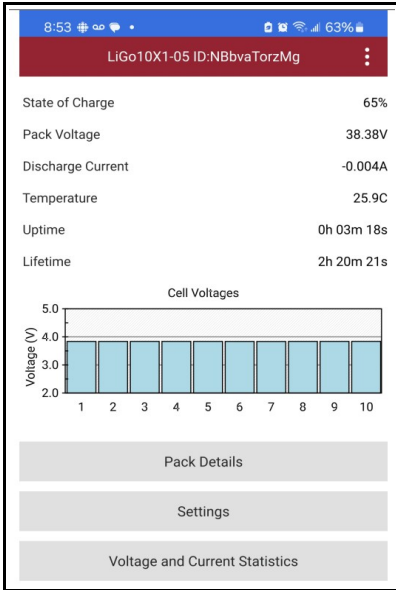 8:53 63%
LiGo10X1-05 ID:NBbvaTorzMg
State of Charge 65%
Pack Voltage 38.38V
Discharge Current -0.004A
Temperature 25.9C
Uptime 0h 03m 18s
Lifetime 2h 20m 21s
Cell Voltages
Voltage (V)
5.0
4.0
3.0
2.0
1 2 3 4 5 6 7 8 9 10
Pack Details
Settings
Voltage and Current Statistics